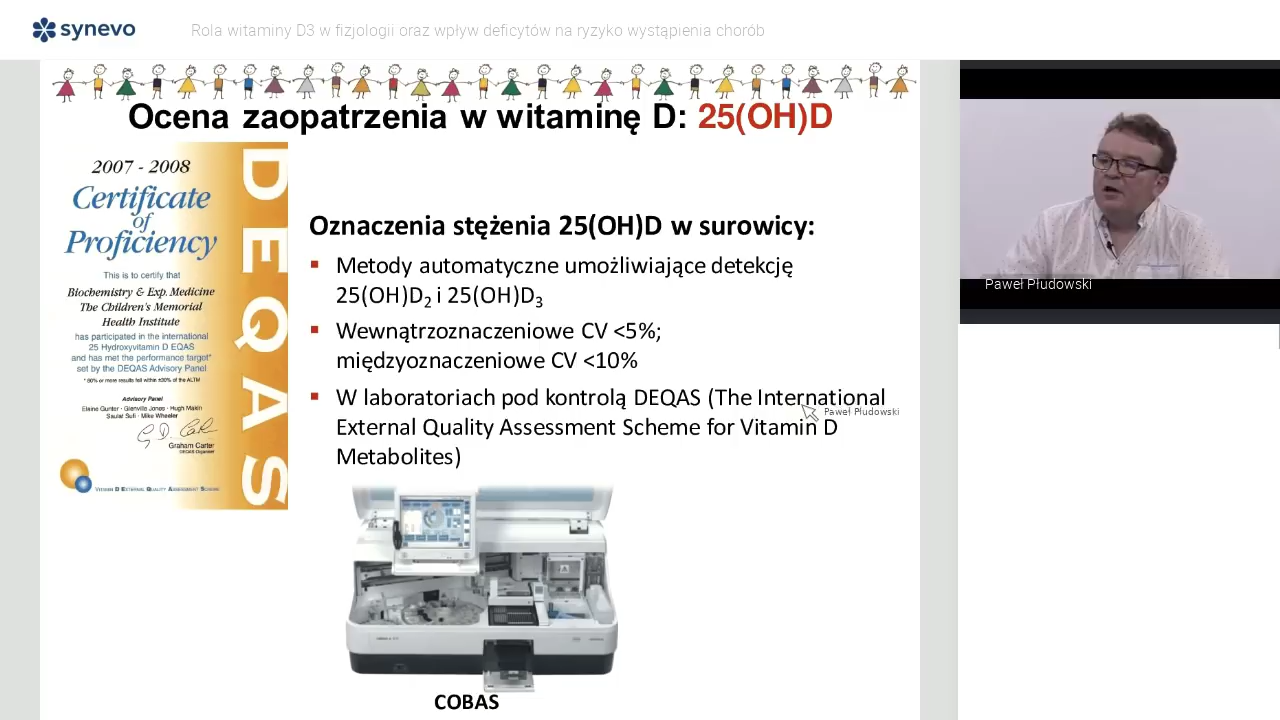 synevo
Rola witaminy D3 w fizjologii oraz wpływ deficytów na ryzyko wystąpienia chorób
Ocena zaopatrzenia w witaminę D: 25(OH)D
2007 - 2008
Certificate
of
Proficiency
This is to certify that
Biochemistry & Exp. Medicine
The Children's Memorial
Health Institute
has participated in the international
25 Hydroxyvitamin D EQAS
and has met the performance target*
set by the DEQAS Advisory Panel
* 80% or more results fell within ±30% of the ALTM
Advisory Panel
Elaine Gunter · Glenville Jones · Hugh Makin
Saulat Sufi · Mike Wheeler
Graham Carter
DEQAS Organiser
VITAMIN D EXTERNAL QUALITY ASSESSMENT SCHEME
DEQAS
Oznaczenia stężenia 25(OH)D w surowicy:
▪ Metody automatyczne umożliwiające detekcję
25(OH)D₂ i 25(OH)D₃
▪ Wewnątrzoznaczeniowe CV <5%;
międzyoznaczeniowe CV <10%
▪ W laboratoriach pod kontrolą DEQAS (The International
External Quality Assessment Scheme for Vitamin D
Metabolites)
Paweł Płudowski
COBAS
Paweł Płudowski